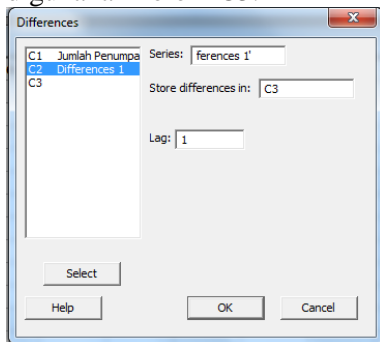 Differences
C1 Jumlah Penumpa
C2 Differences 1
C3
Series: ferences 1'
Store differences in: C3
Lag: 1
Select
Help
OK
Cancel